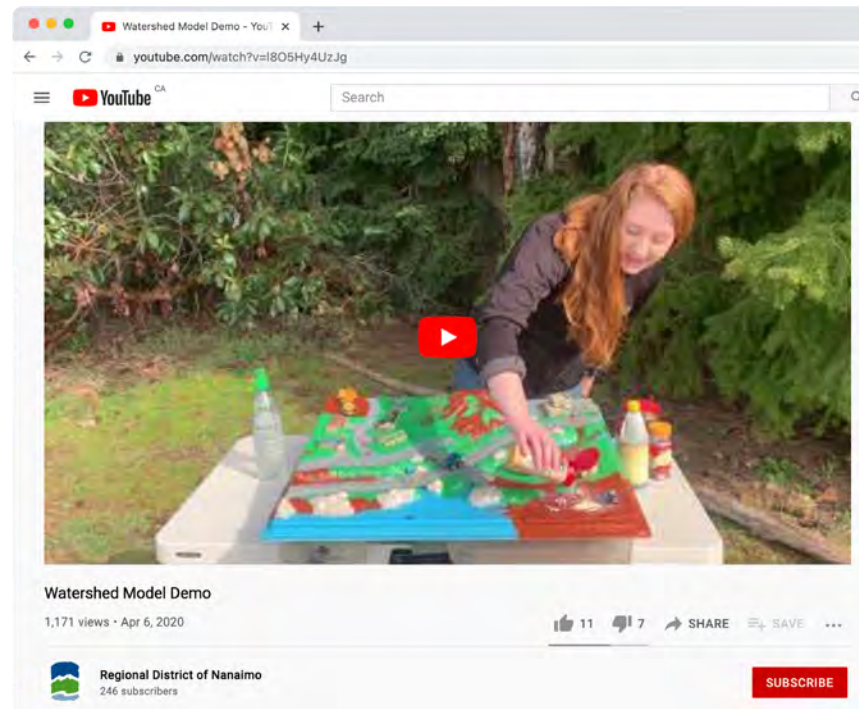 Watershed Model Demo - YouT
youtube.com/watch?v=I8O5Hy4UzJg
YouTube CA
Search
Watershed Model Demo
1,171 views • Apr 6, 2020
11 7 SHARE SAVE
Regional District of Nanaimo
246 subscribers
SUBSCRIBE